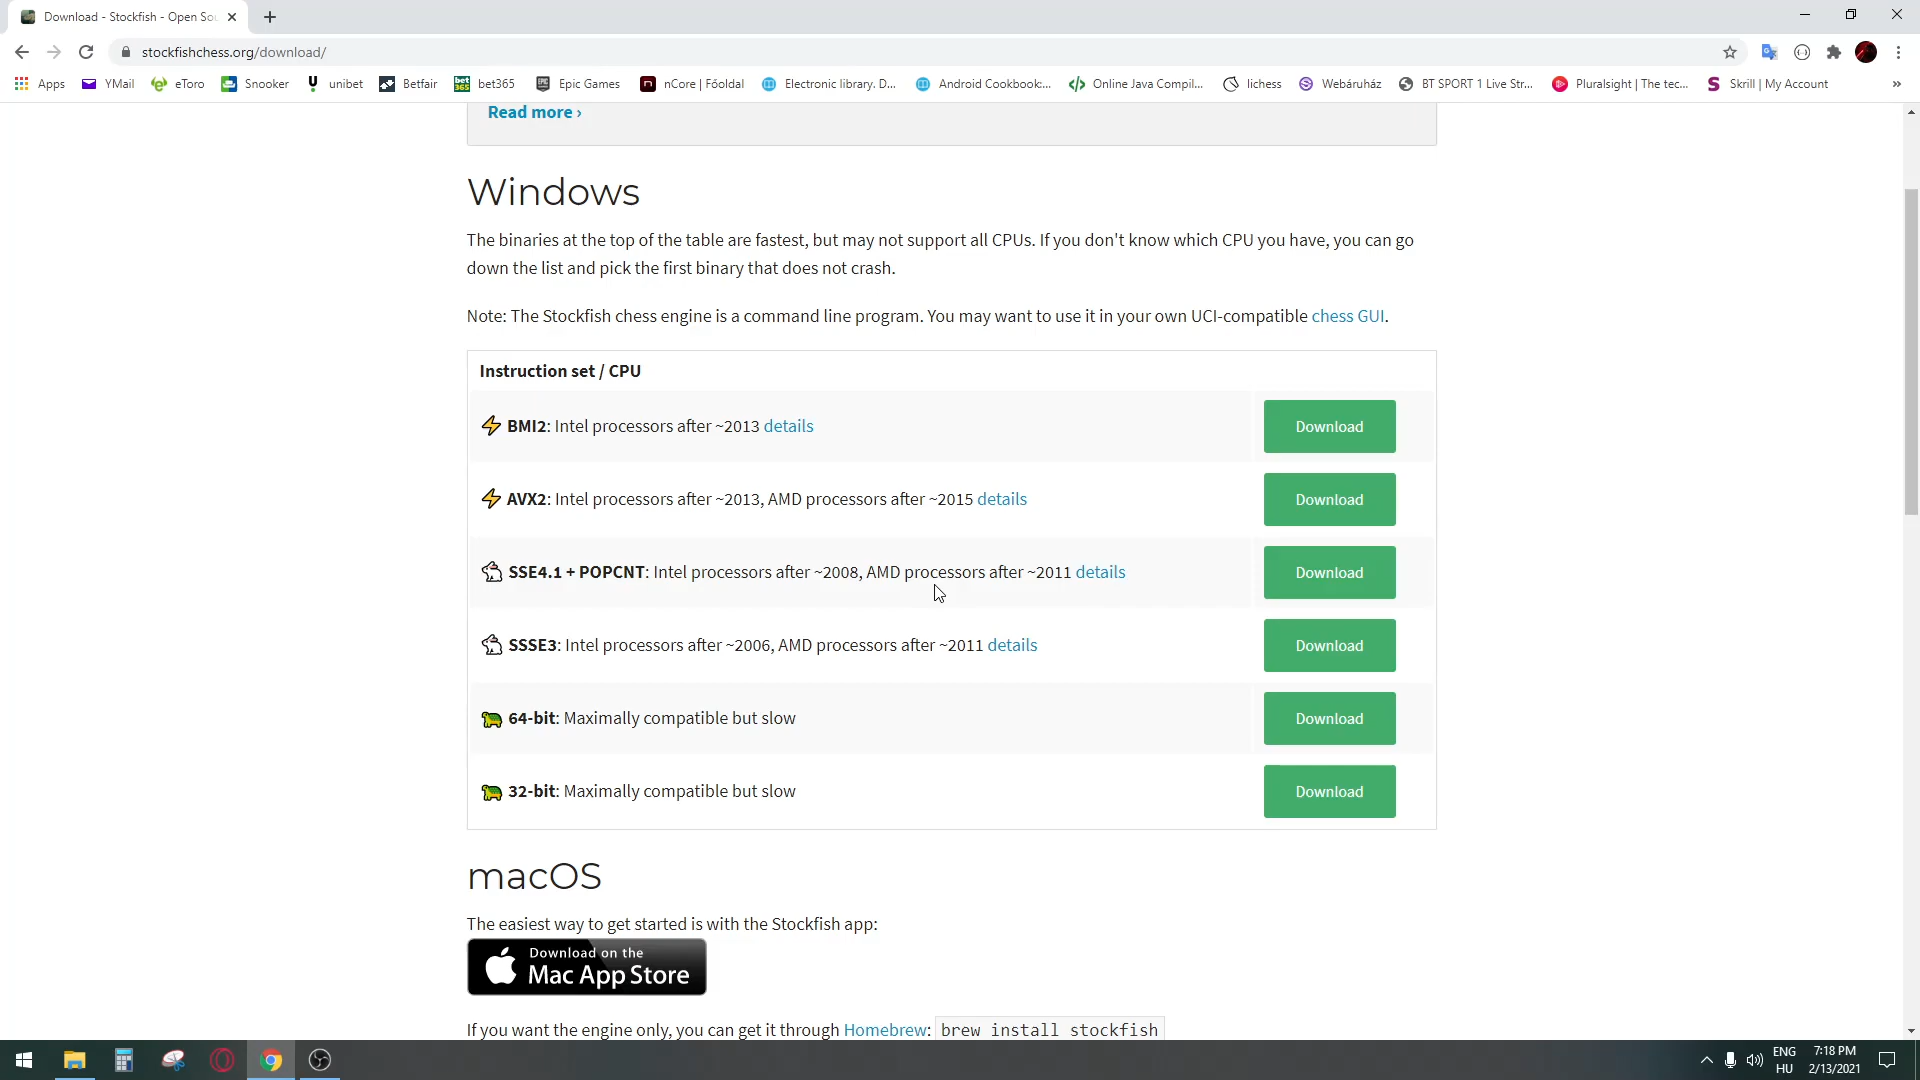 Download - Stockfish - Open Sou
stockfishchess.org/download/
Apps YMail eToro Snooker unibet Betfair bet365 Epic Games nCore | Főoldal Electronic library. D... Android Cookbook:... Online Java Compil... lichess Webáruház BT SPORT 1 Live Str... Pluralsight | The tec... Skrill | My Account »
Read more ›
Windows
The binaries at the top of the table are fastest, but may not support all CPUs. If you don't know which CPU you have, you can go
down the list and pick the first binary that does not crash.
Note: The Stockfish chess engine is a command line program. You may want to use it in your own UCI-compatible chess GUI.
Instruction set / CPU
BMI2: Intel processors after ~2013 details Download
AVX2: Intel processors after ~2013, AMD processors after ~2015 details Download
SSE4.1 + POPCNT: Intel processors after ~2008, AMD processors after ~2011 details Download
SSSE3: Intel processors after ~2006, AMD processors after ~2011 details Download
64-bit: Maximally compatible but slow Download
32-bit: Maximally compatible but slow Download
macOS
The easiest way to get started is with the Stockfish app:
Download on the
Mac App Store
If you want the engine only, you can get it through Homebrew: brew install stockfish
ENG 7:18 PM
HU 2/13/2021